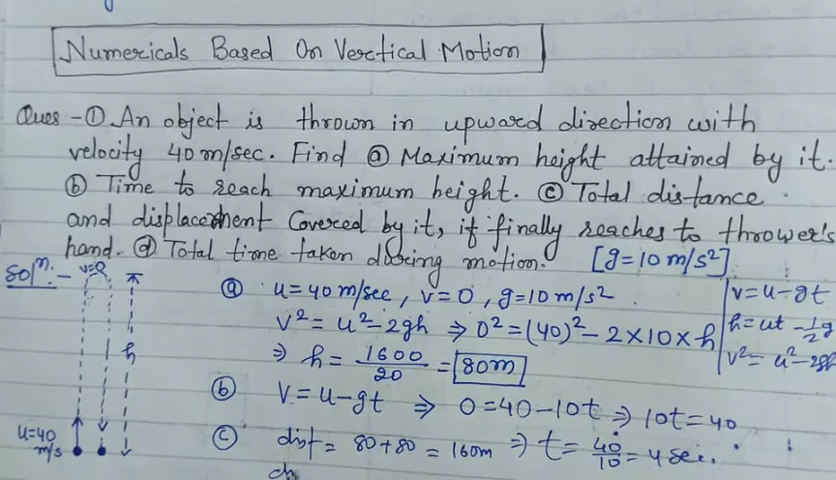 Numericals Based On Vertical Motion
Ques - ① An object is thrown in upward direction with
velocity 40 m/sec. Find ⓐ Maximum height attained by it.
ⓑ Time to reach maximum height. ⓒ Total distance
and displacement Covered by it, if finally reaches to thrower's
hand. ⓓ Total time taken during motion. [g=10 m/s²]
Solⁿ:- v=0
ⓐ u=40 m/sec, v=0, g=10 m/s²
v=u-gt
V² = u²-2gh ⇒ 0² = (40)² - 2×10×h
h=ut-½g
⇒ h = 1600/20 = 80m
v²=u²-2gh
h
ⓑ V = u-gt ⇒ 0=40-10t ⇒ 10t=40
u=40 m/s
ⓒ dist = 80+80 = 160m ⇒ t = 40/10 = 4 sec.